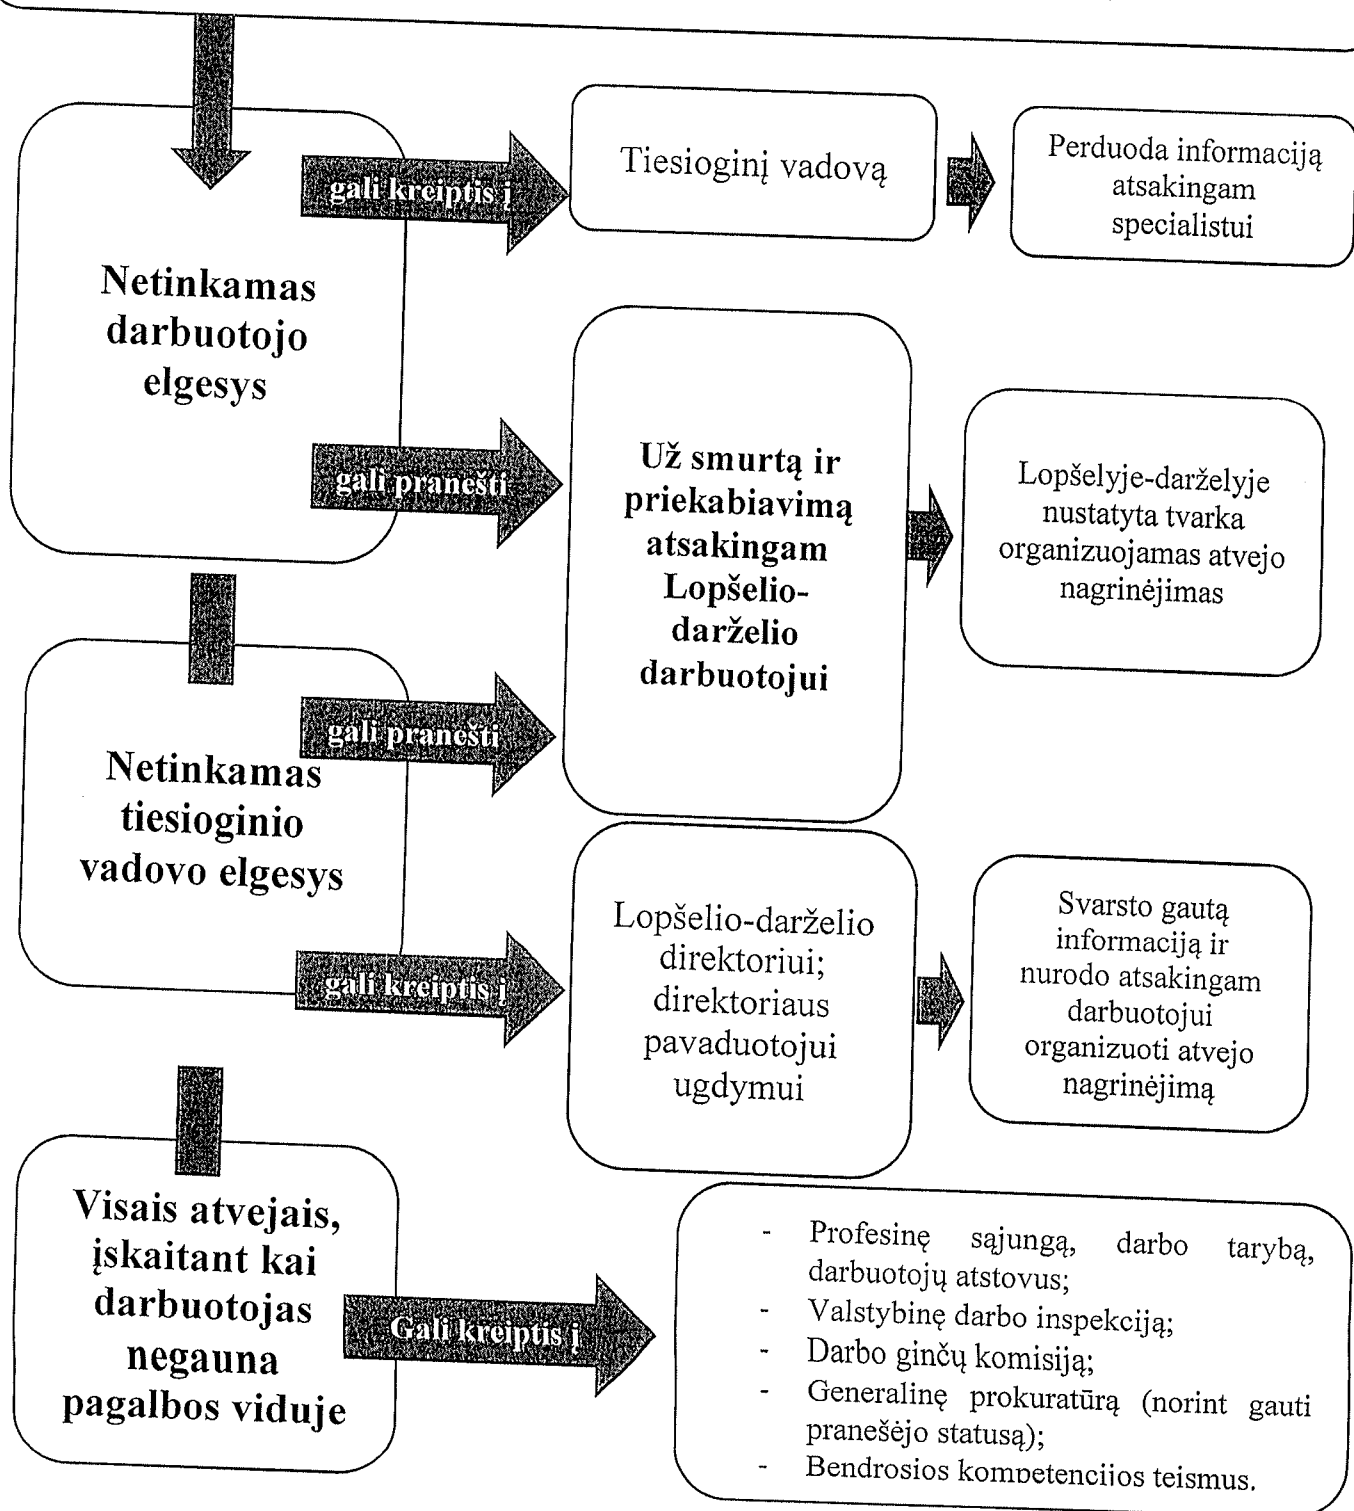 gali kreiptis į
Tiesioginį vadovą
Perduoda informaciją
atsakingam
specialistui
Netinkamas
darbuotojo
elgesys
gali pranešti
Už smurtą ir
priekabiavimą
atsakingam
Lopšelio-
darželio
darbuotojui
Lopšelyje-darželyje
nustatyta tvarka
organizuojamas atvejo
nagrinėjimas
gali pranešti
Netinkamas
tiesioginio
vadovo elgesys
gali kreiptis į
Lopšelio-darželio
direktoriui;
direktoriaus
pavaduotojui
ugdymui
Svarsto gautą
informaciją ir
nurodo atsakingam
darbuotojui
organizuoti atvejo
nagrinėjimą
Visais atvejais,
įskaitant kai
darbuotojas
negauna
pagalbos viduje
Gali kreiptis į
- Profesinę sąjungą, darbo tarybą,
darbuotojų atstovus;
- Valstybinę darbo inspekciją;
- Darbo ginčų komisiją;
- Generalinę prokuratūrą (norint gauti
pranešėjo statusą);
- Bendrosios kompetencijos teismus.